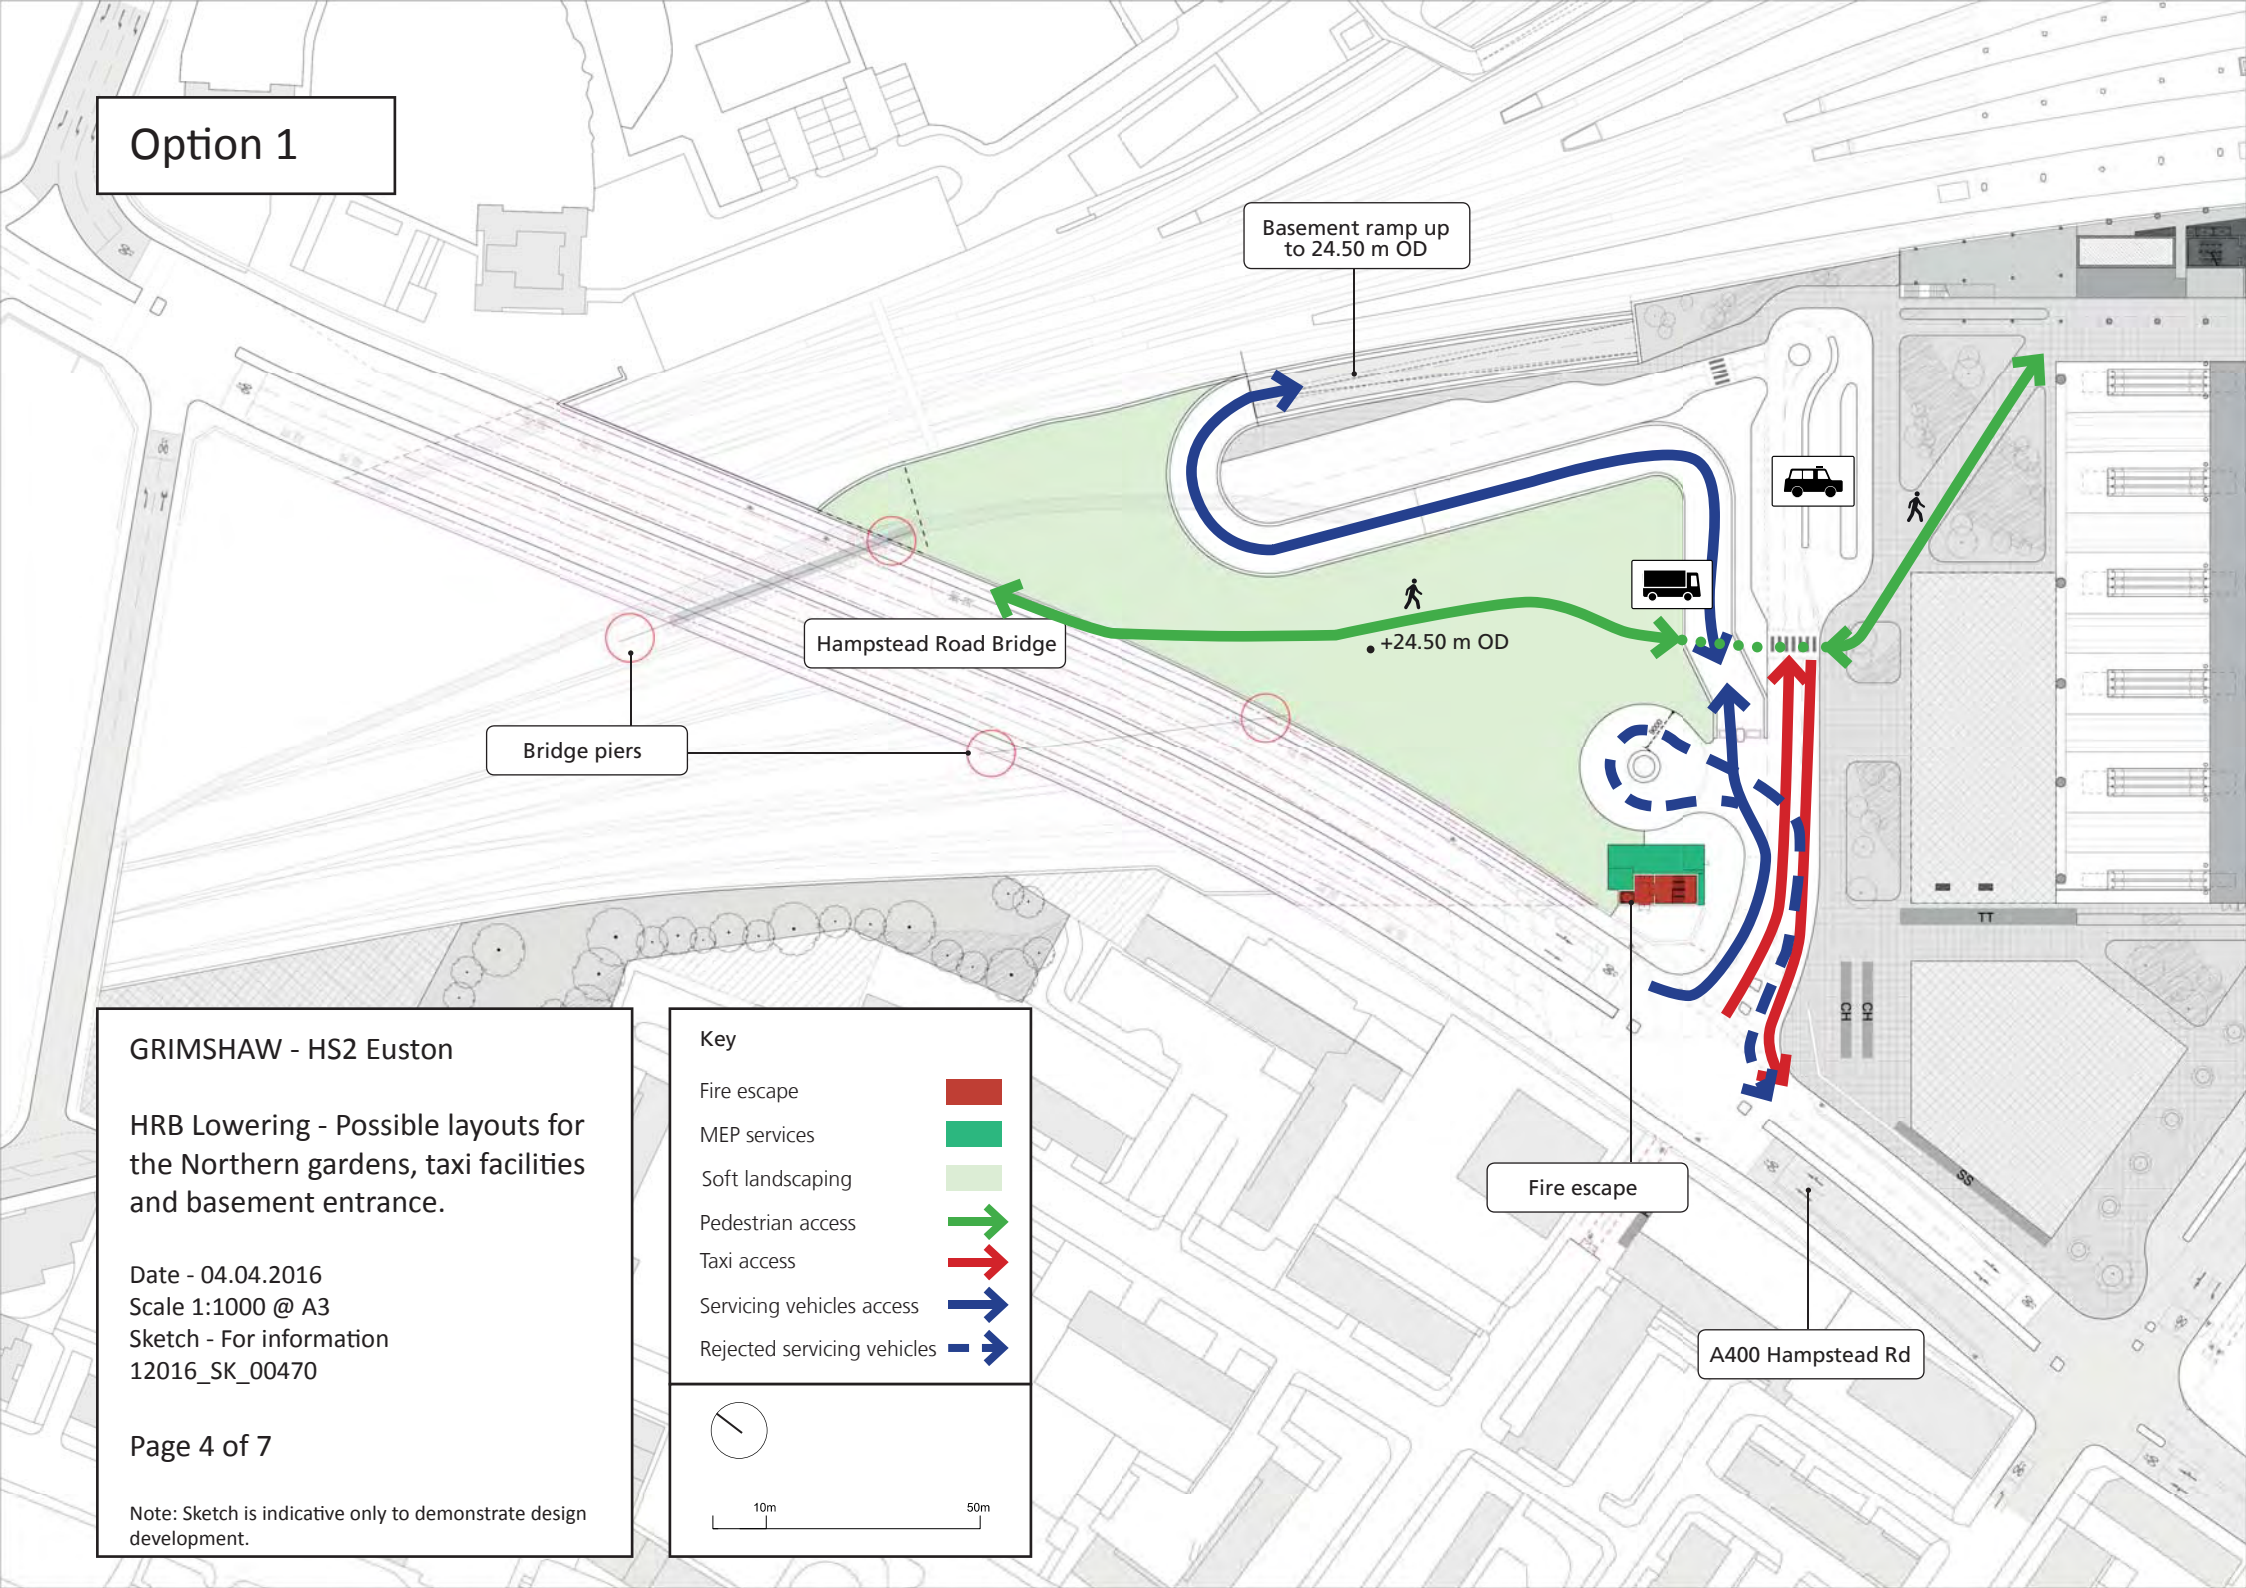 Option 1
Basement ramp up
to 24.50 m OD
Hampstead Road Bridge
+24.50 m OD
Bridge piers
TT
CH
CH
SS
Fire escape
A400 Hampstead Rd
GRIMSHAW - HS2 Euston
HRB Lowering - Possible layouts for
the Northern gardens, taxi facilities
and basement entrance.
Date - 04.04.2016
Scale 1:1000 @ A3
Sketch - For information
12016_SK_00470
Page 4 of 7
Note: Sketch is indicative only to demonstrate design
development.
Key
Fire escape
MEP services
Soft landscaping
Pedestrian access
Taxi access
Servicing vehicles access
Rejected servicing vehicles
10m
50m